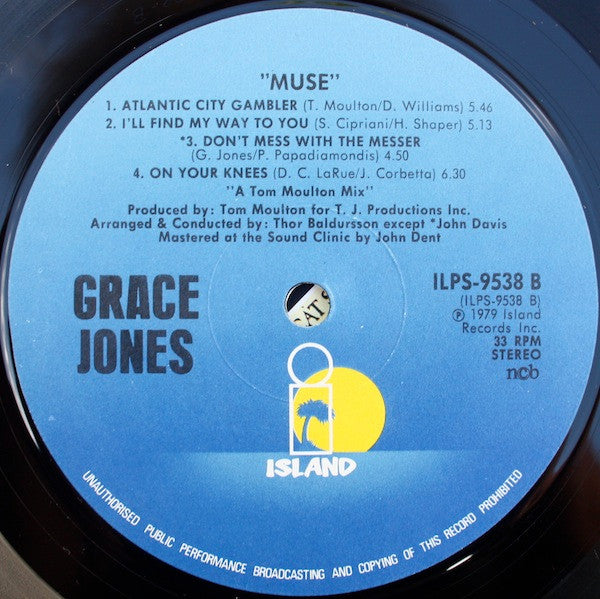 "MUSE"
1. ATLANTIC CITY GAMBLER (T. Moulton/D. Williams) 5.46
2. I'LL FIND MY WAY TO YOU (S. Cipriani/H. Shaper) 5.13
*3. DON'T MESS WITH THE MESSER
(G. Jones/P. Papadiamondis) 4.50
4. ON YOUR KNEES (D. C. LaRue/J. Corbetta) 6.30
"A Tom Moulton Mix"
Produced by: Tom Moulton for T. J. Productions Inc.
Arranged & Conducted by: Thor Baldursson except *John Davis
Mastered at the Sound Clinic by John Dent
GRACE
JONES
ILPS-9538 B
(ILPS-9538 B)
℗ 1979 Island
Records Inc.
33 RPM
STEREO
ncb
i
ISLAND
UNAUTHORISED PUBLIC PERFORMANCE BROADCASTING AND COPYING OF THIS RECORD PROHIBITED